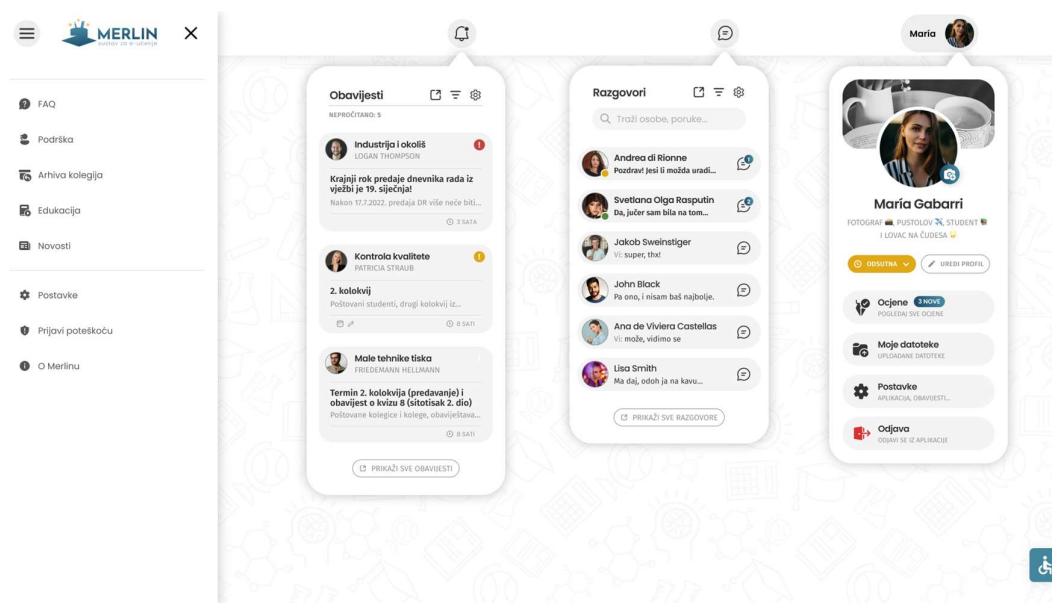 MERLIN
sustav za e-učenje
FAQ
Podrška
Arhiva kolegija
Edukacija
Novosti
Postavke
Prijavi poteškoću
O Merlinu
Obavijesti
NEPROČITANO: 5
Industrija i okoliš
LOGAN THOMPSON
Krajnji rok predaje dnevnika rada iz
vježbi je 19. siječnja!
Nakon 17.7.2022. predaja DR više neće biti...
3 SATA
Kontrola kvalitete
PATRICIA STRAUB
2. kolokvij
Poštovani studenti, drugi kolokvij iz...
8 SATI
Male tehnike tiska
FRIEDEMANN HELLMANN
Termin 2. kolokvija (predavanje) i
obavijest o kvizu 8 (sitotisak 2. dio)
Poštovane kolegice i kolege, obaviještava...
8 SATI
PRIKAŽI SVE OBAVIJESTI
Razgovori
Traži osobe, poruke...
Andrea di Rionne
Pozdrav! Jesi li možda uradi...
1
Svetlana Olga Rasputin
Da, jučer sam bila na tom...
2
Jakob Sweinstiger
Vi: super, thx!
John Black
Pa ono, i nisam baš najbolje.
Ana de Viviera Castellas
Vi: može, vidimo se
Lisa Smith
Ma daj, odoh ja na kavu...
PRIKAŽI SVE RAZGOVORE
María
María Gabarri
FOTOGRAF 📸, PUSTOLOV ✈️, STUDENT 📚
I LOVAC NA ČUDESA 💡
ODSUTNA
UREDI PROFIL
Ocjene 3 NOVE
POGLEDAJ SVE OCJENE
Moje datoteke
UPLOADANE DATOTEKE
Postavke
APLIKACIJA, OBAVIJESTI...
Odjava
ODJAVI SE IZ APLIKACIJE